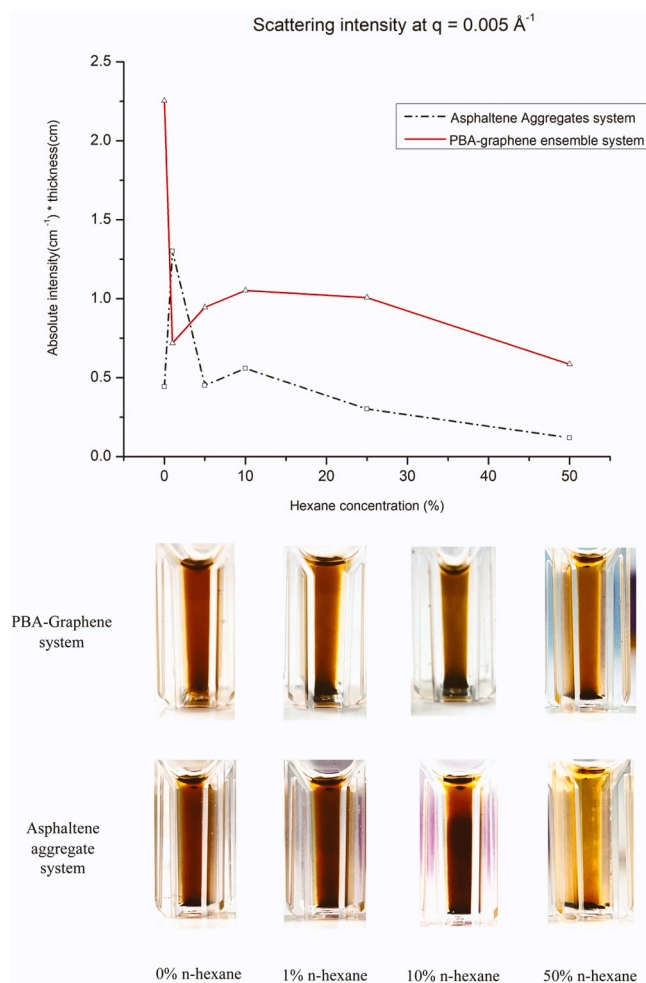 Scattering intensity at q = 0.005 Å⁻¹
2.5
2.0
1.5
1.0
0.5
0.0
Absolute intensity(cm⁻¹) * thickness(cm)
Asphaltene Aggregates system
PBA-graphene ensemble system
0 10 20 30 40 50
Hexane concentration (%)
PBA-Graphene
system
Asphaltene
aggregate
system
0% n-hexane 1% n-hexane 10% n-hexane 50% n-hexane